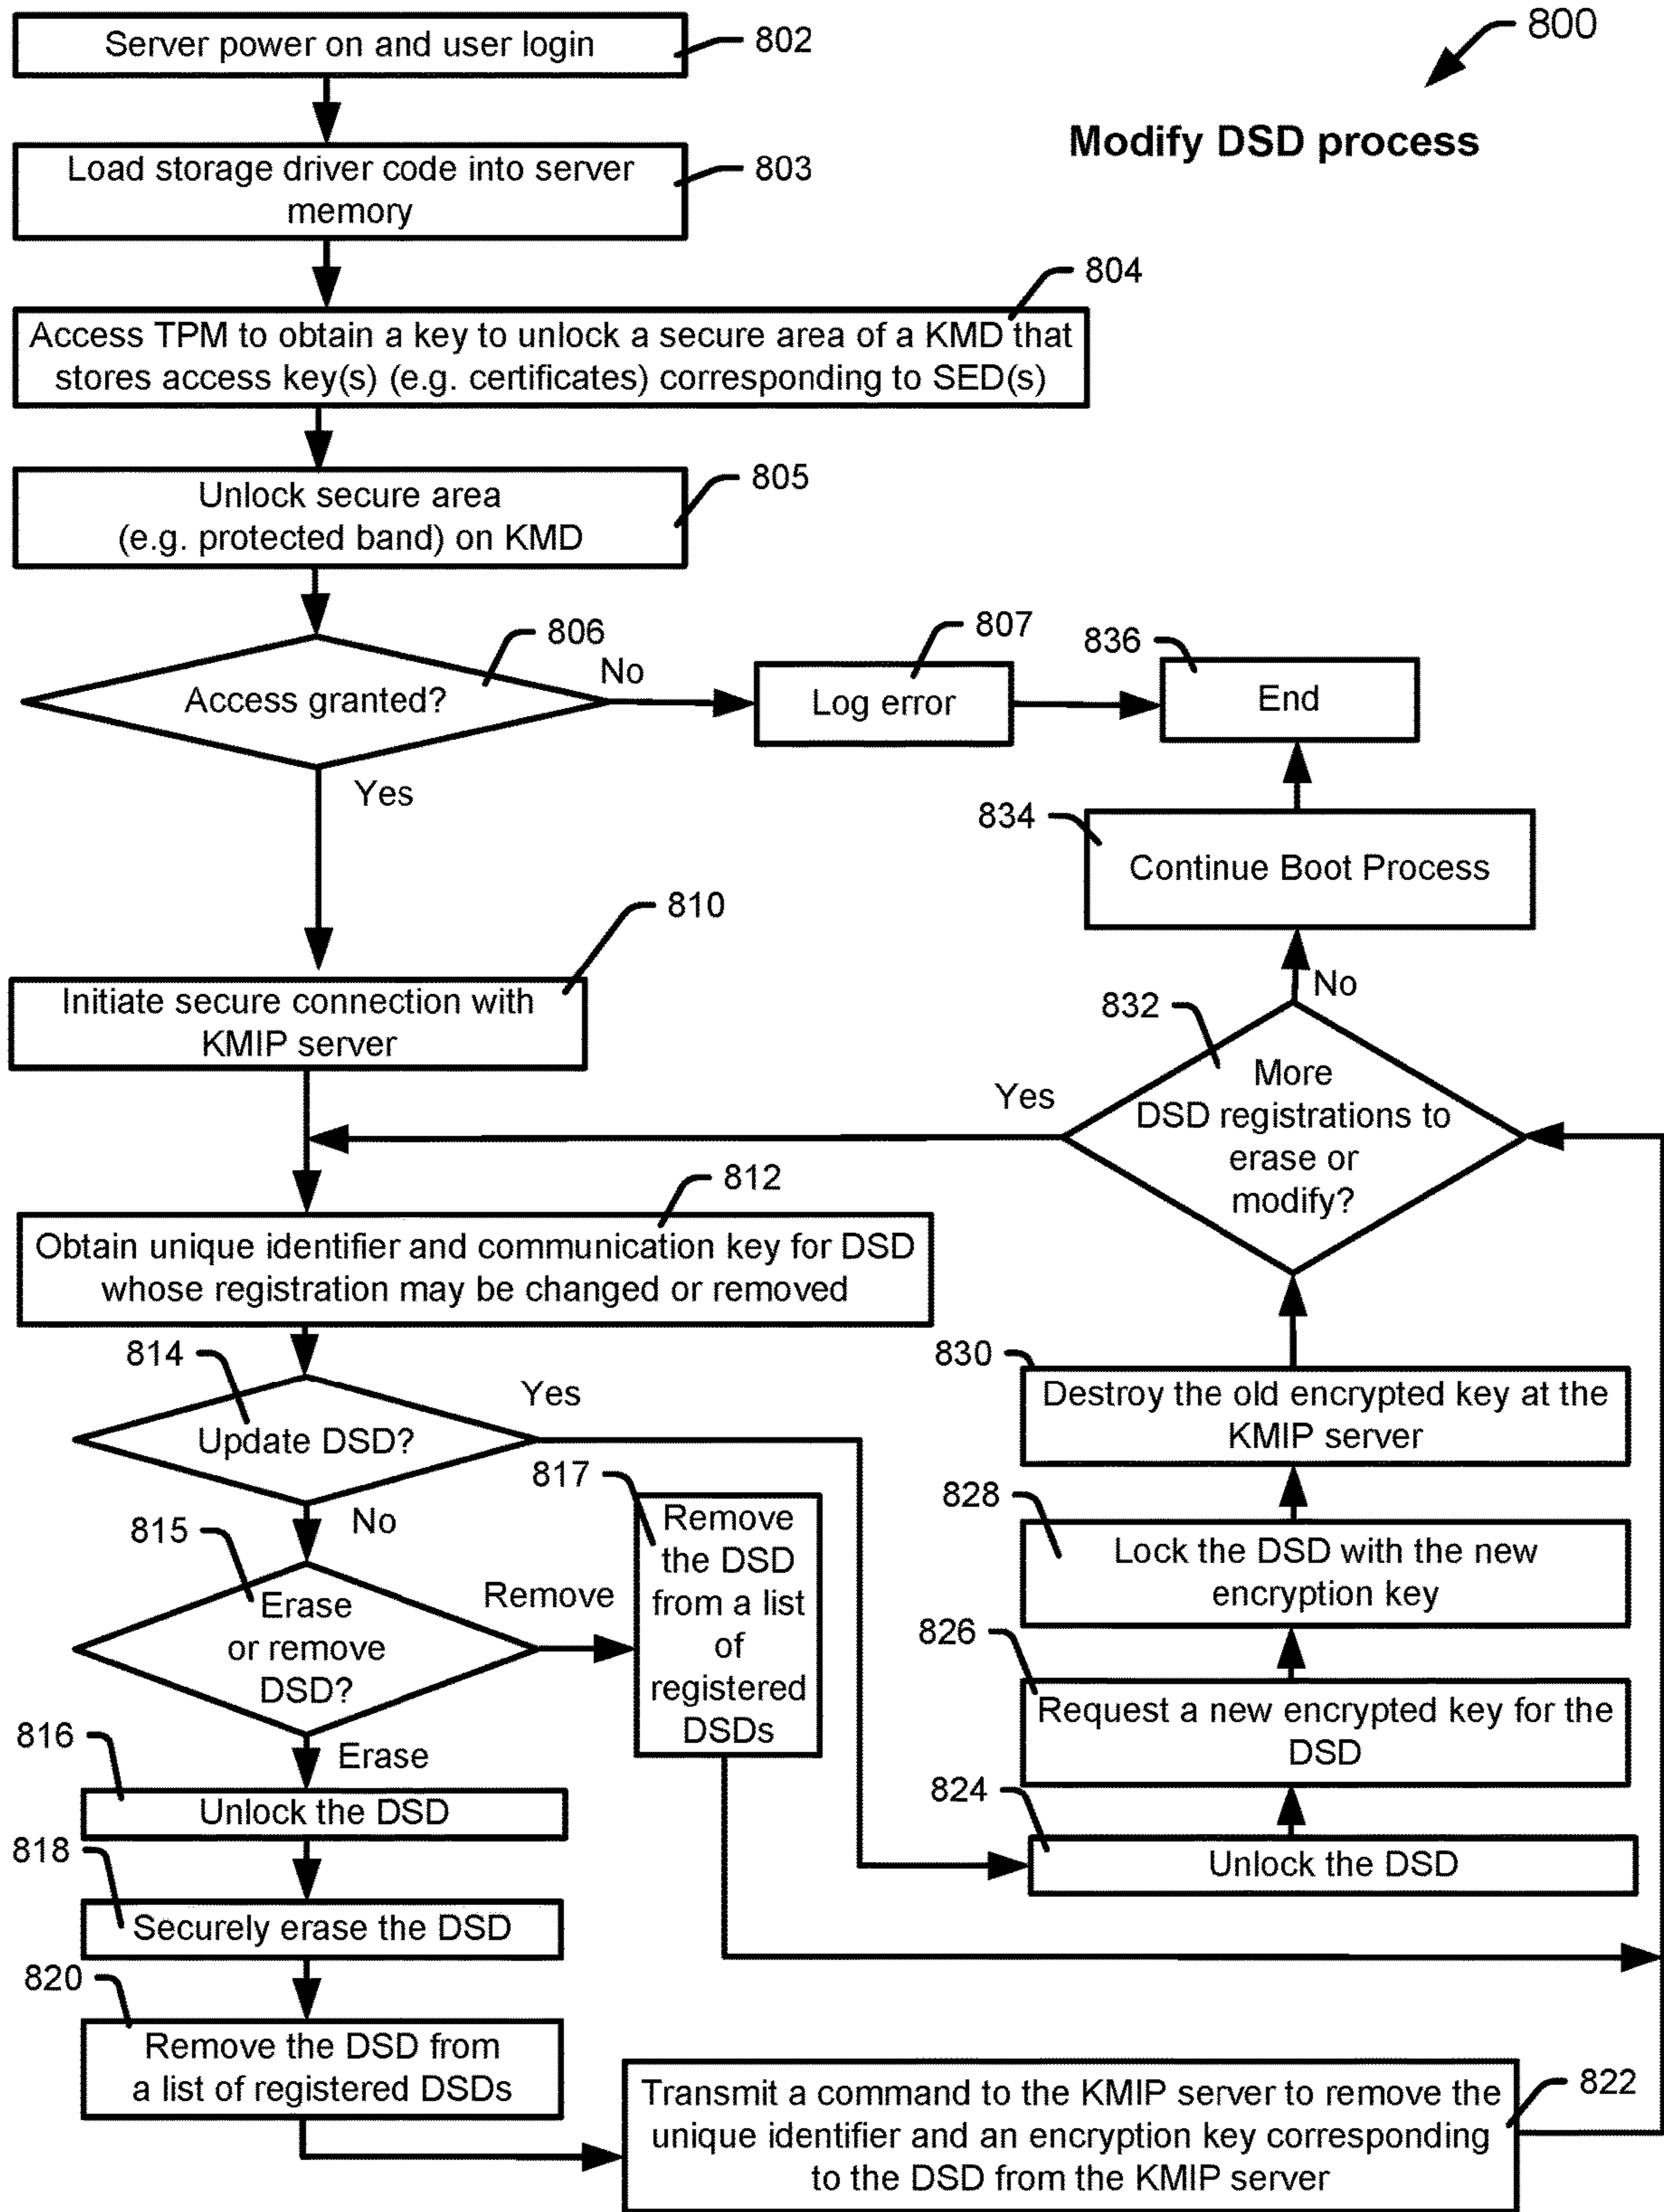 800
Modify DSD process
Server power on and user login
802
Load storage driver code into server
memory
803
804
Access TPM to obtain a key to unlock a secure area of a KMD that
stores access key(s) (e.g. certificates) corresponding to SED(s)
Unlock secure area
(e.g. protected band) on KMD
805
806
Access granted?
No
Yes
807
Log error
836
End
834
Continue Boot Process
810
Initiate secure connection with
KMIP server
832
No
Yes
More
DSD registrations to
erase or
modify?
812
Obtain unique identifier and communication key for DSD
whose registration may be changed or removed
814
Update DSD?
Yes
No
815
Erase
or remove
DSD?
Remove
Erase
817
Remove
the DSD
from a list
of
registered
DSDs
830
Destroy the old encrypted key at the
KMIP server
828
Lock the DSD with the new
encryption key
826
Request a new encrypted key for the
DSD
824
Unlock the DSD
816
Unlock the DSD
818
Securely erase the DSD
820
Remove the DSD from
a list of registered DSDs
Transmit a command to the KMIP server to remove the
unique identifier and an encryption key corresponding
to the DSD from the KMIP server
822